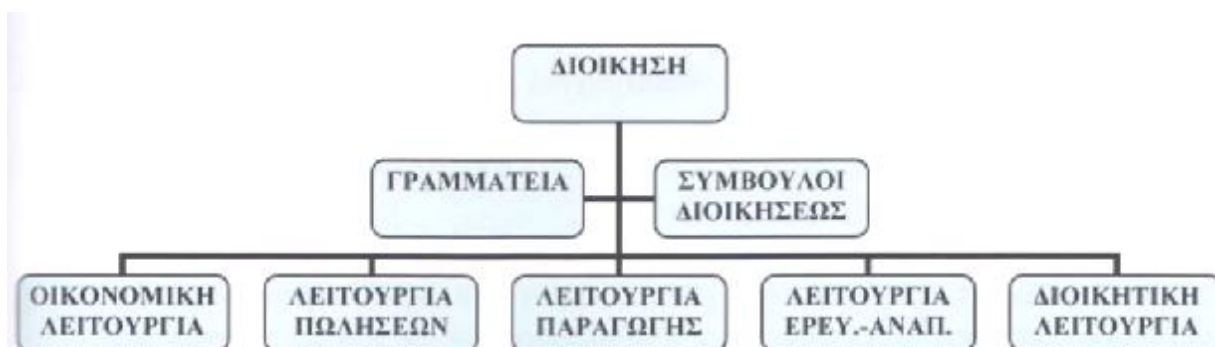 ΔΙΟΙΚΗΣΗ
ΓΡΑΜΜΑΤΕΙΑ
ΣΥΜΒΟΥΛΟΙ
ΔΙΟΙΚΗΣΕΩΣ
ΟΙΚΟΝΟΜΙΚΗ
ΛΕΙΤΟΥΡΓΙΑ
ΛΕΙΤΟΥΡΓΙΑ
ΠΩΛΗΣΕΩΝ
ΛΕΙΤΟΥΡΓΙΑ
ΠΑΡΑΓΩΓΗΣ
ΛΕΙΤΟΥΡΓΙΑ
ΕΡΕΥ.-ΑΝΑΠ.
ΔΙΟΙΚΗΤΙΚΗ
ΛΕΙΤΟΥΡΓΙΑ